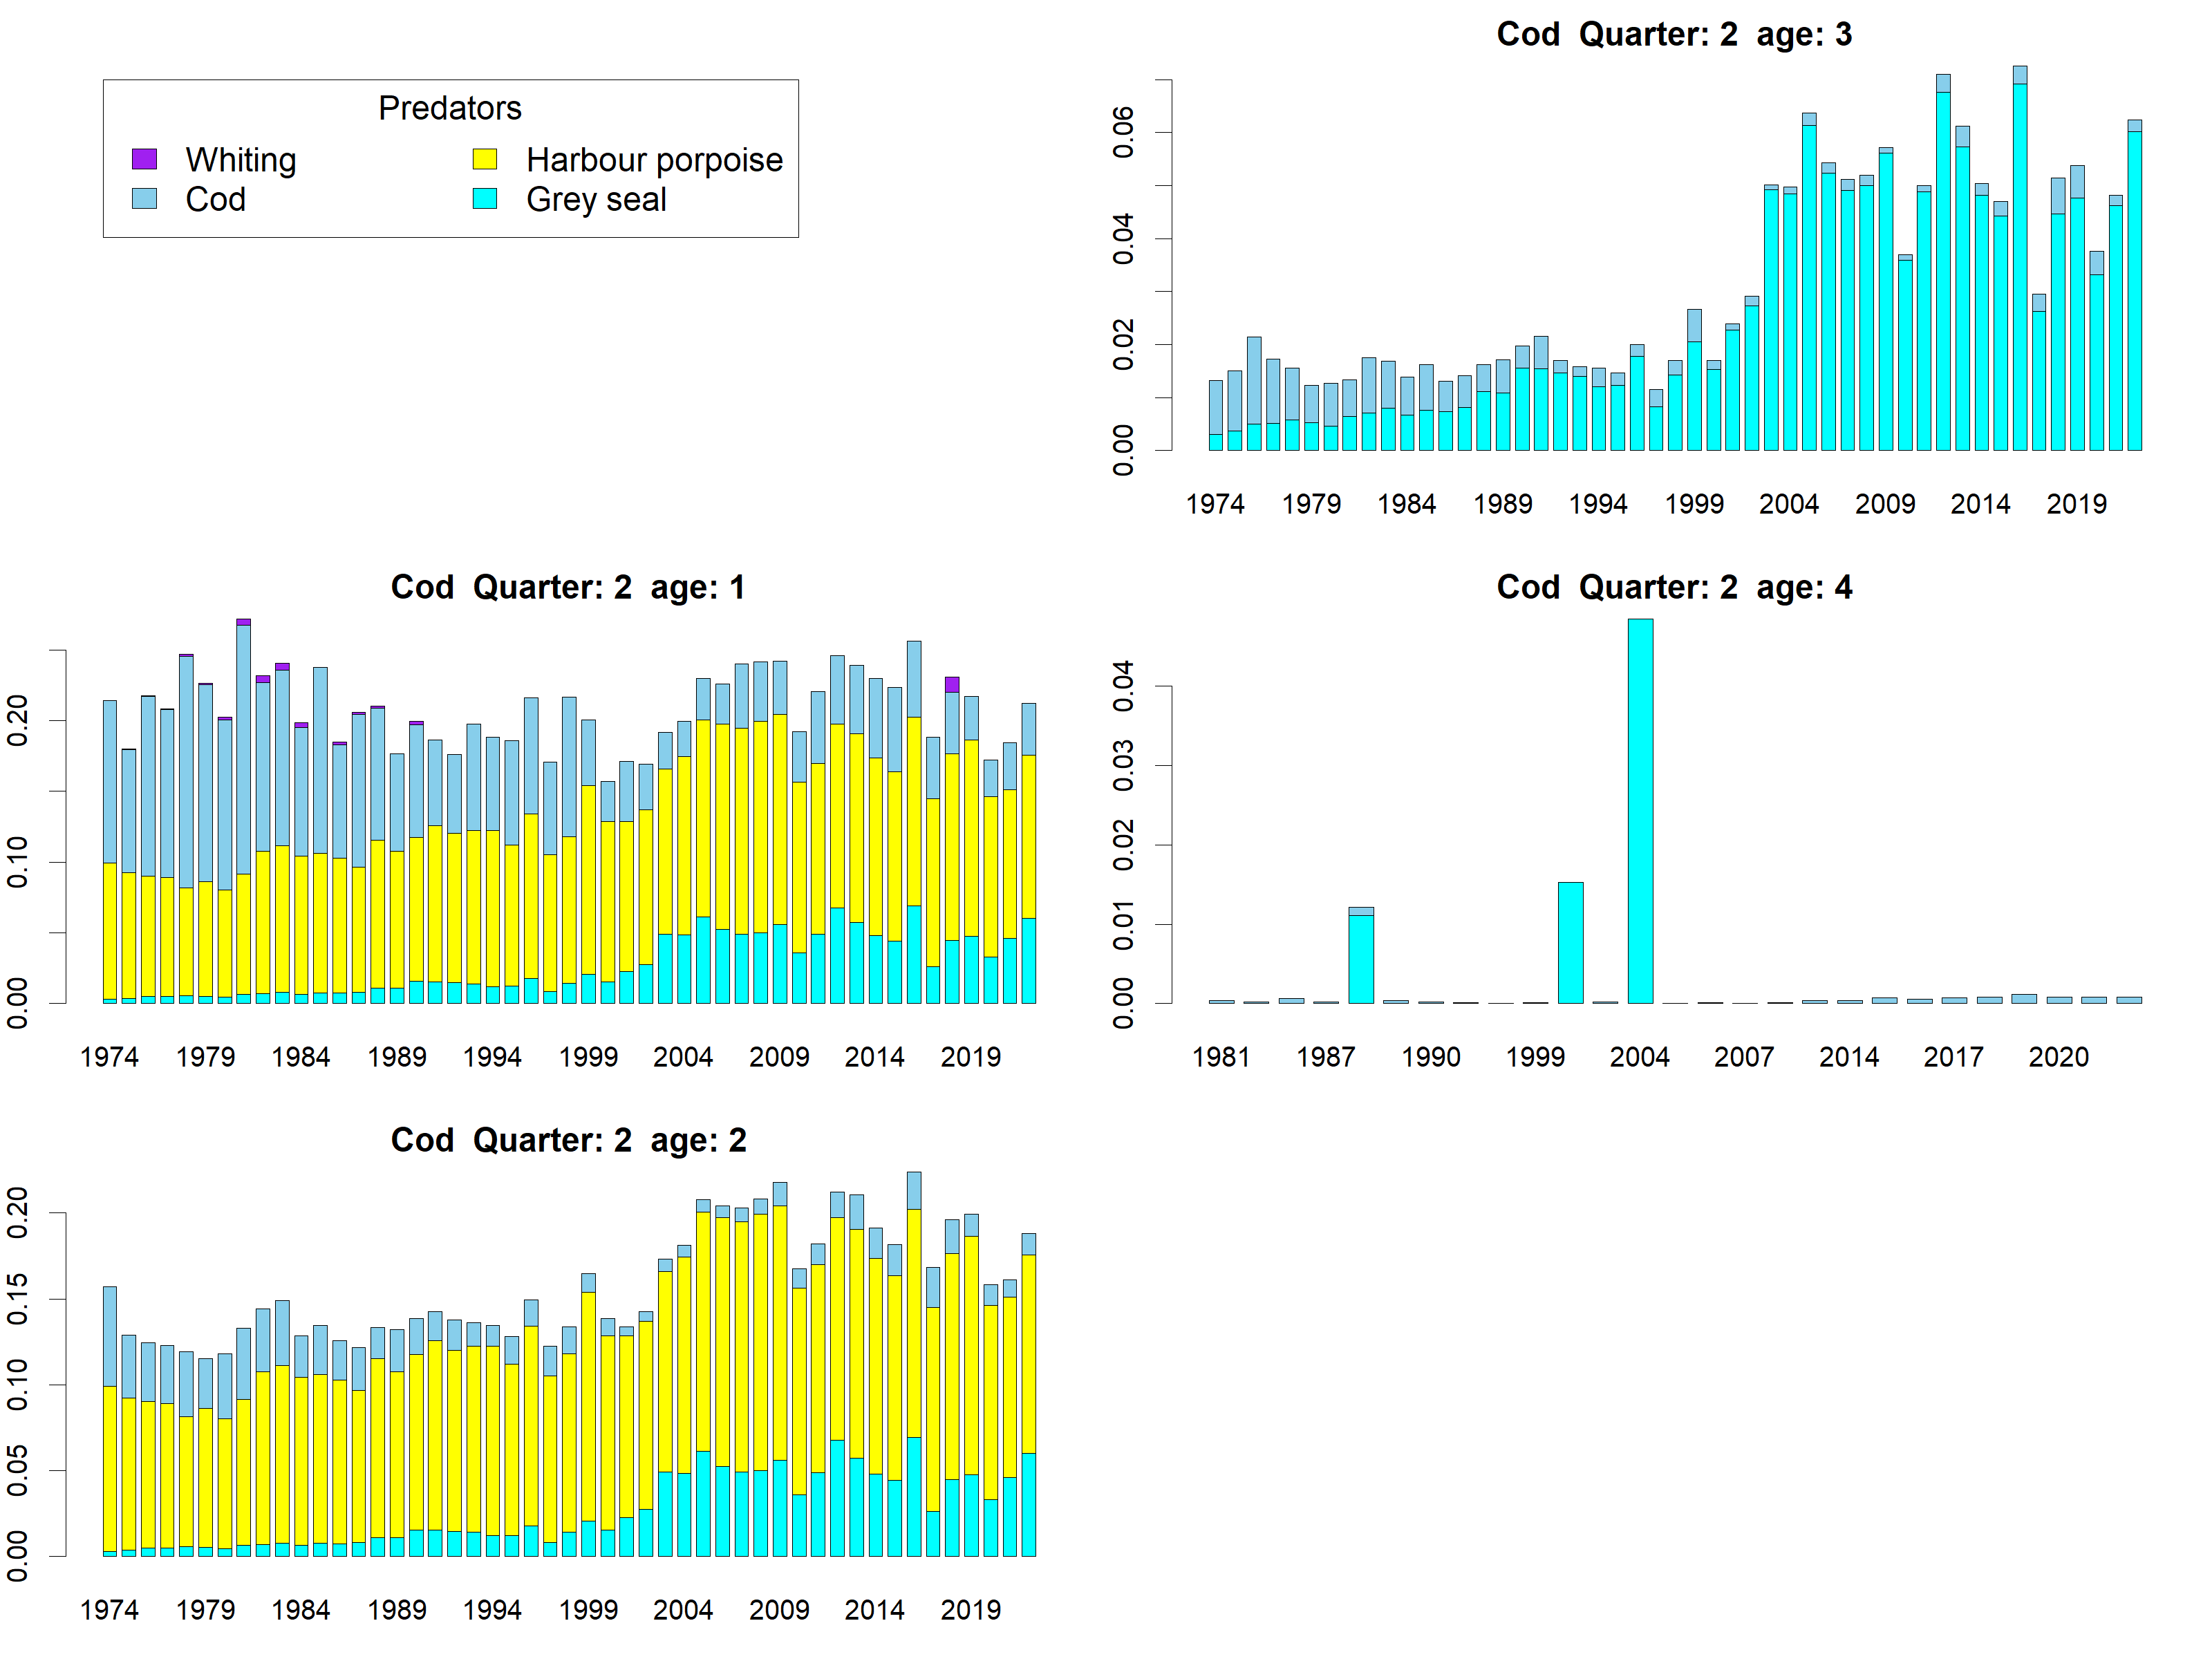 Predators
Whiting Harbour porpoise
Cod Grey seal
Cod Quarter: 2 age: 3
0.00 0.02 0.04 0.06
1974 1979 1984 1989 1994 1999 2004 2009 2014 2019
Cod Quarter: 2 age: 1
0.00 0.10 0.20
1974 1979 1984 1989 1994 1999 2004 2009 2014 2019
Cod Quarter: 2 age: 4
0.00 0.01 0.02 0.03 0.04
1981 1987 1990 1999 2004 2007 2014 2017 2020
Cod Quarter: 2 age: 2
0.00 0.05 0.10 0.15 0.20
1974 1979 1984 1989 1994 1999 2004 2009 2014 2019